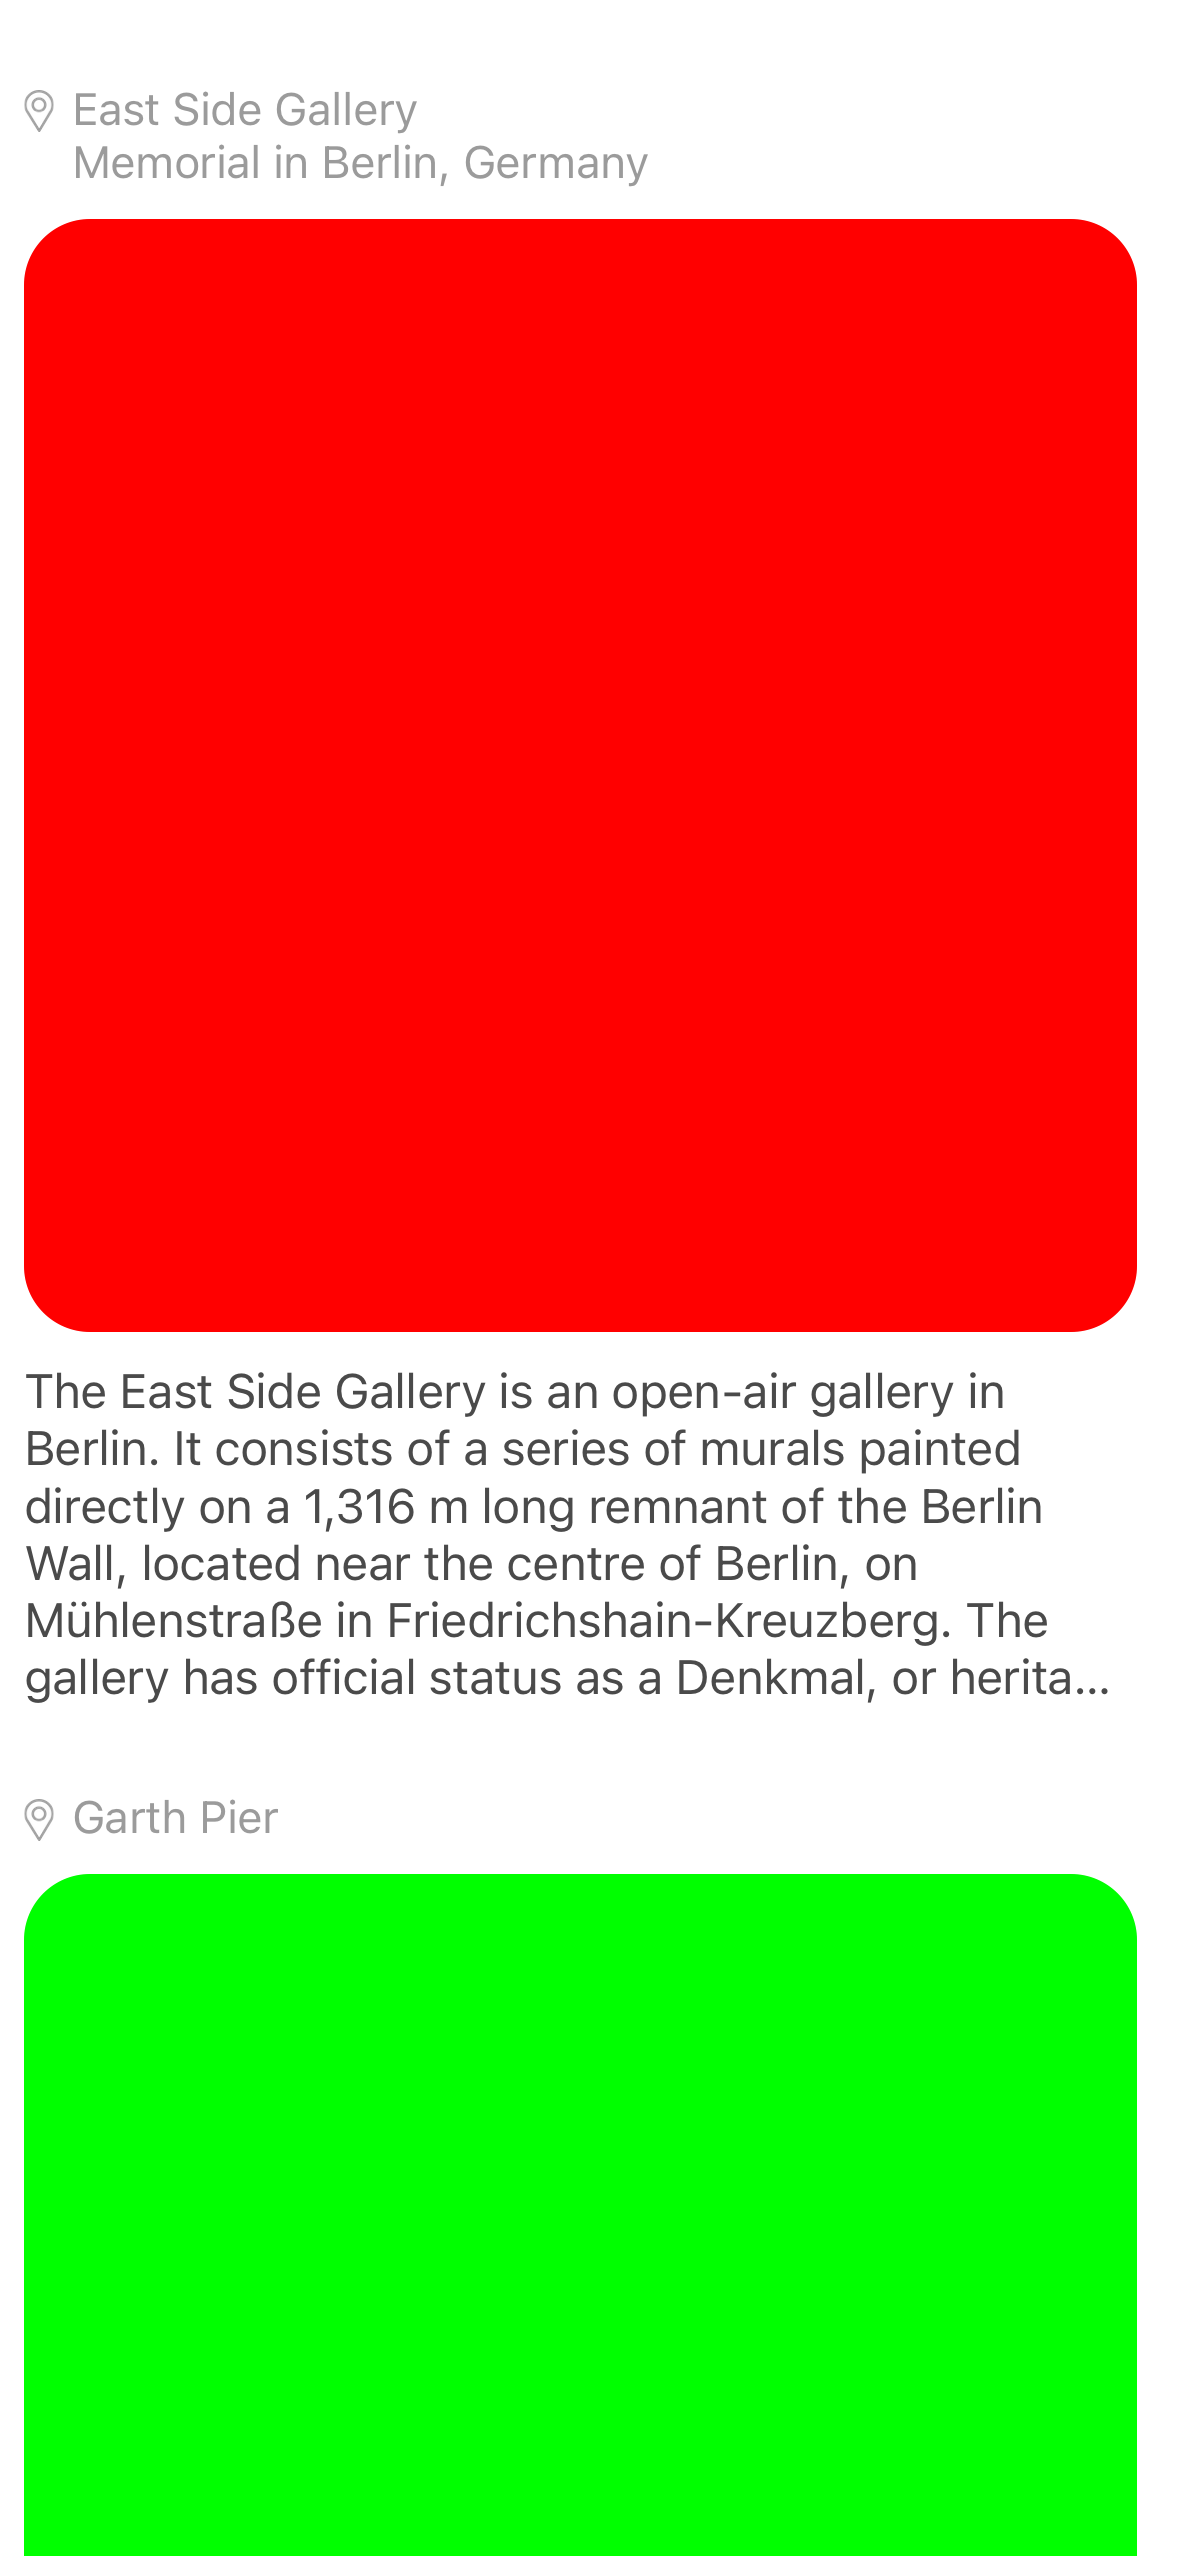 East Side Gallery
Memorial in Berlin, Germany
The East Side Gallery is an open-air gallery in
Berlin. It consists of a series of murals painted
directly on a 1,316 m long remnant of the Berlin
Wall, located near the centre of Berlin, on
Mühlenstraße in Friedrichshain-Kreuzberg. The
gallery has official status as a Denkmal, or herita...
Garth Pier